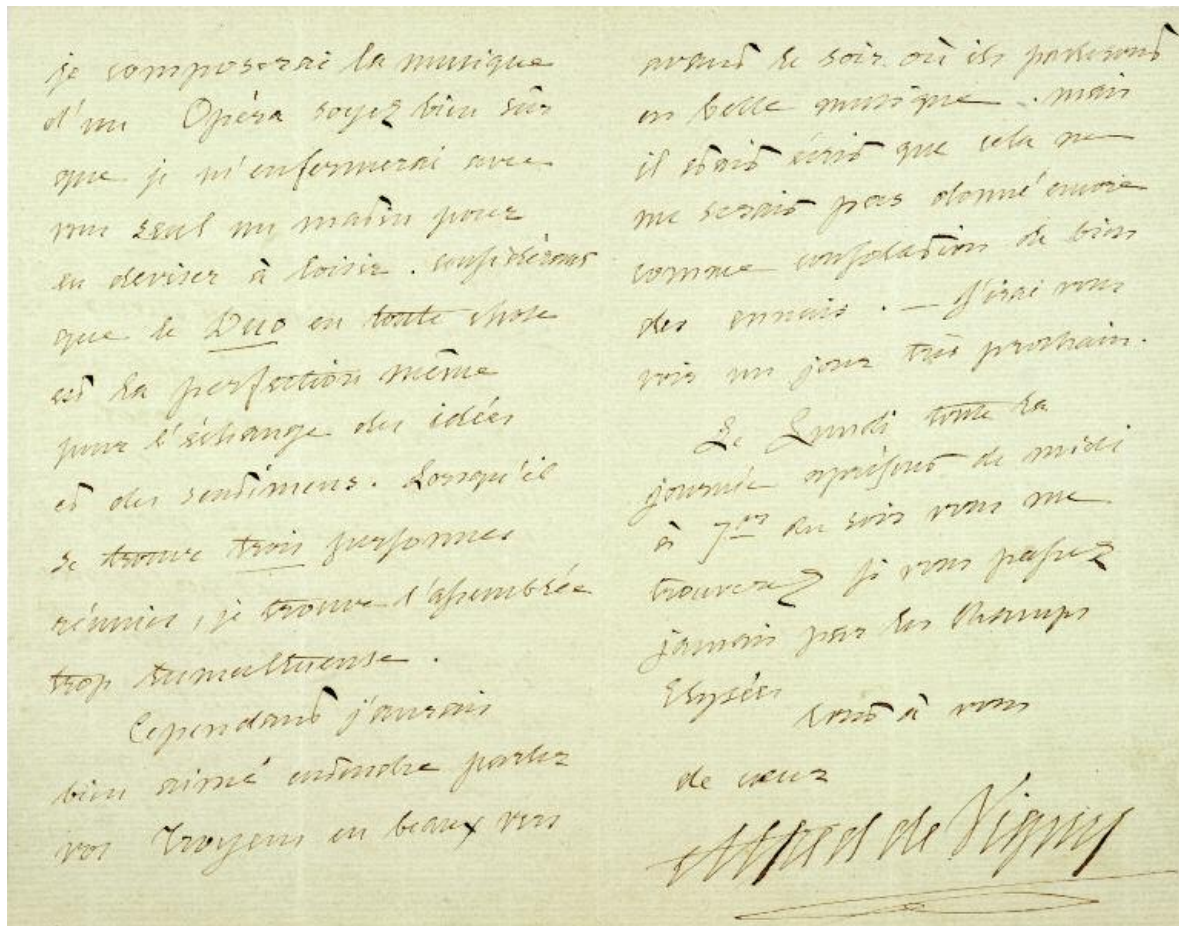 je composerai la musique
d'un Opéra soyez bien sûr
que je m'enfermerai avec
vous seul un matin pour
en deviser à loisir. considérant
que le Duo en toute chose
est la perfection même
pour l'échange des idées
et des sentimens. Lorsqu'il
se trouve trois personnes
réunies, je trouve l'assemblée
trop tumultueuse.
Cependant j'aurais
bien aimé entendre parler
vos Troyens en beaux vers
avant le soir où ils parleront
en belle musique. mais
il était écrit que cela ne
me serait pas donné encore
comme consolation de bien
des ennuis. — J'irai vous
voir un jour très prochain.
Le Lundi toute la
journée à présent de midi
à 7 du soir vous me
trouverez si vous passez
jamais par les Champs
Elysées
tout à vous
de cœur
Alfred de Vigny